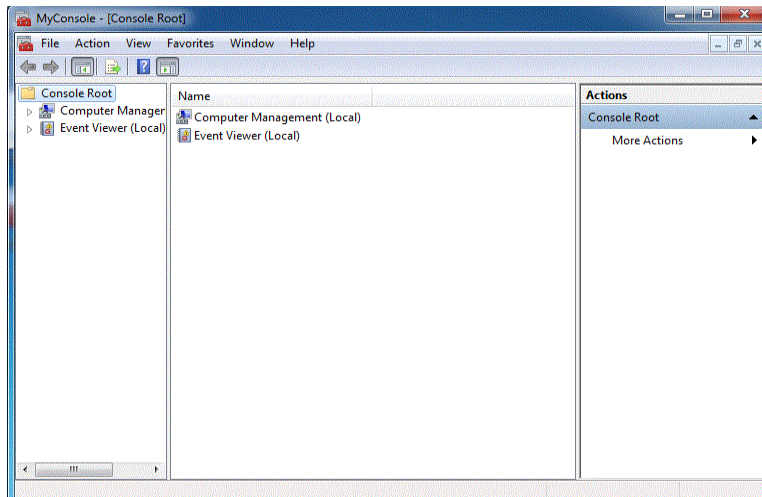 MyConsole - [Console Root]
File Action View Favorites Window Help
Console Root
Computer Manager
Event Viewer (Local)
Name
Computer Management (Local)
Event Viewer (Local)
Actions
Console Root
More Actions